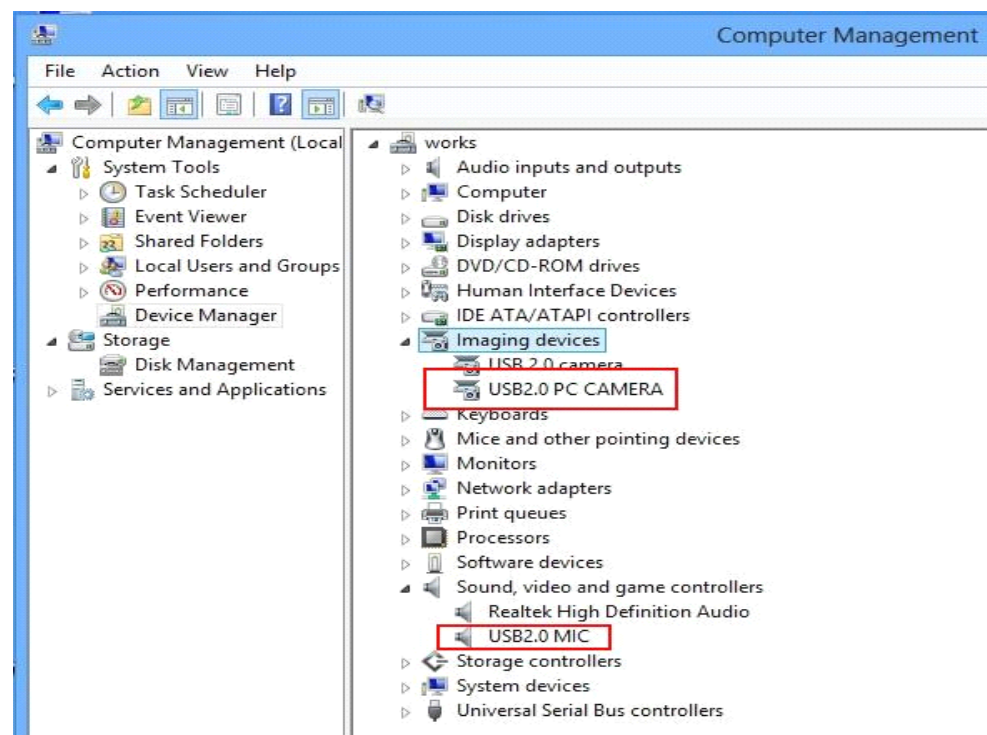 Computer Management
File Action View Help
Computer Management (Local
System Tools
Task Scheduler
Event Viewer
Shared Folders
Local Users and Groups
Performance
Device Manager
Storage
Disk Management
Services and Applications
works
Audio inputs and outputs
Computer
Disk drives
Display adapters
DVD/CD-ROM drives
Human Interface Devices
IDE ATA/ATAPI controllers
Imaging devices
USB 2.0 camera
USB2.0 PC CAMERA
Keyboards
Mice and other pointing devices
Monitors
Network adapters
Print queues
Processors
Software devices
Sound, video and game controllers
Realtek High Definition Audio
USB2.0 MIC
Storage controllers
System devices
Universal Serial Bus controllers